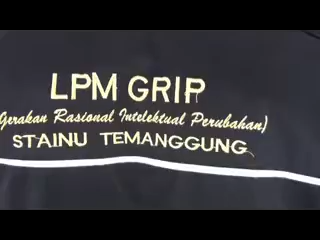 LPM GRIP
Gerakan Rasional Intelektual Perubahan)
STAINU TEMANGGUNG